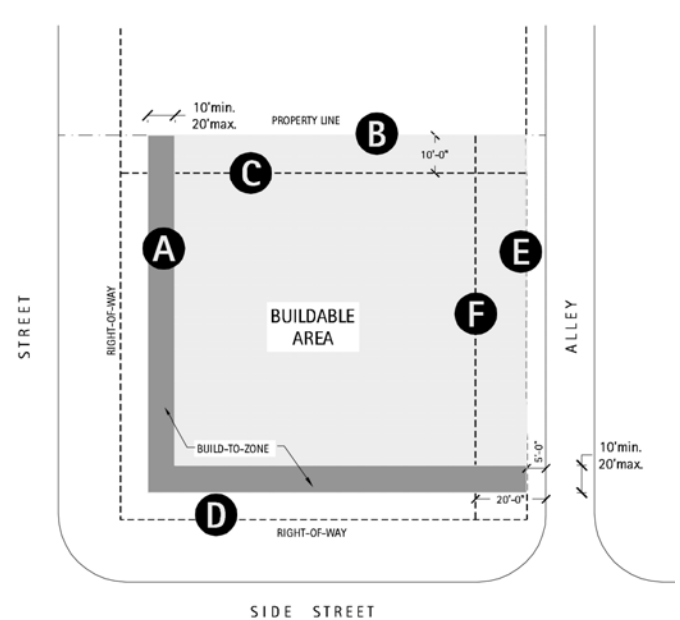 10'min.
20'max.
PROPERTY LINE
B
10'-0"
C
A
E
STREET
RIGHT-OF-WAY
BUILDABLE
AREA
F
ALLEY
BUILD-TO-ZONE
5'-0"
10'min.
20'max.
20'-0"
D
RIGHT-OF-WAY
SIDE STREET